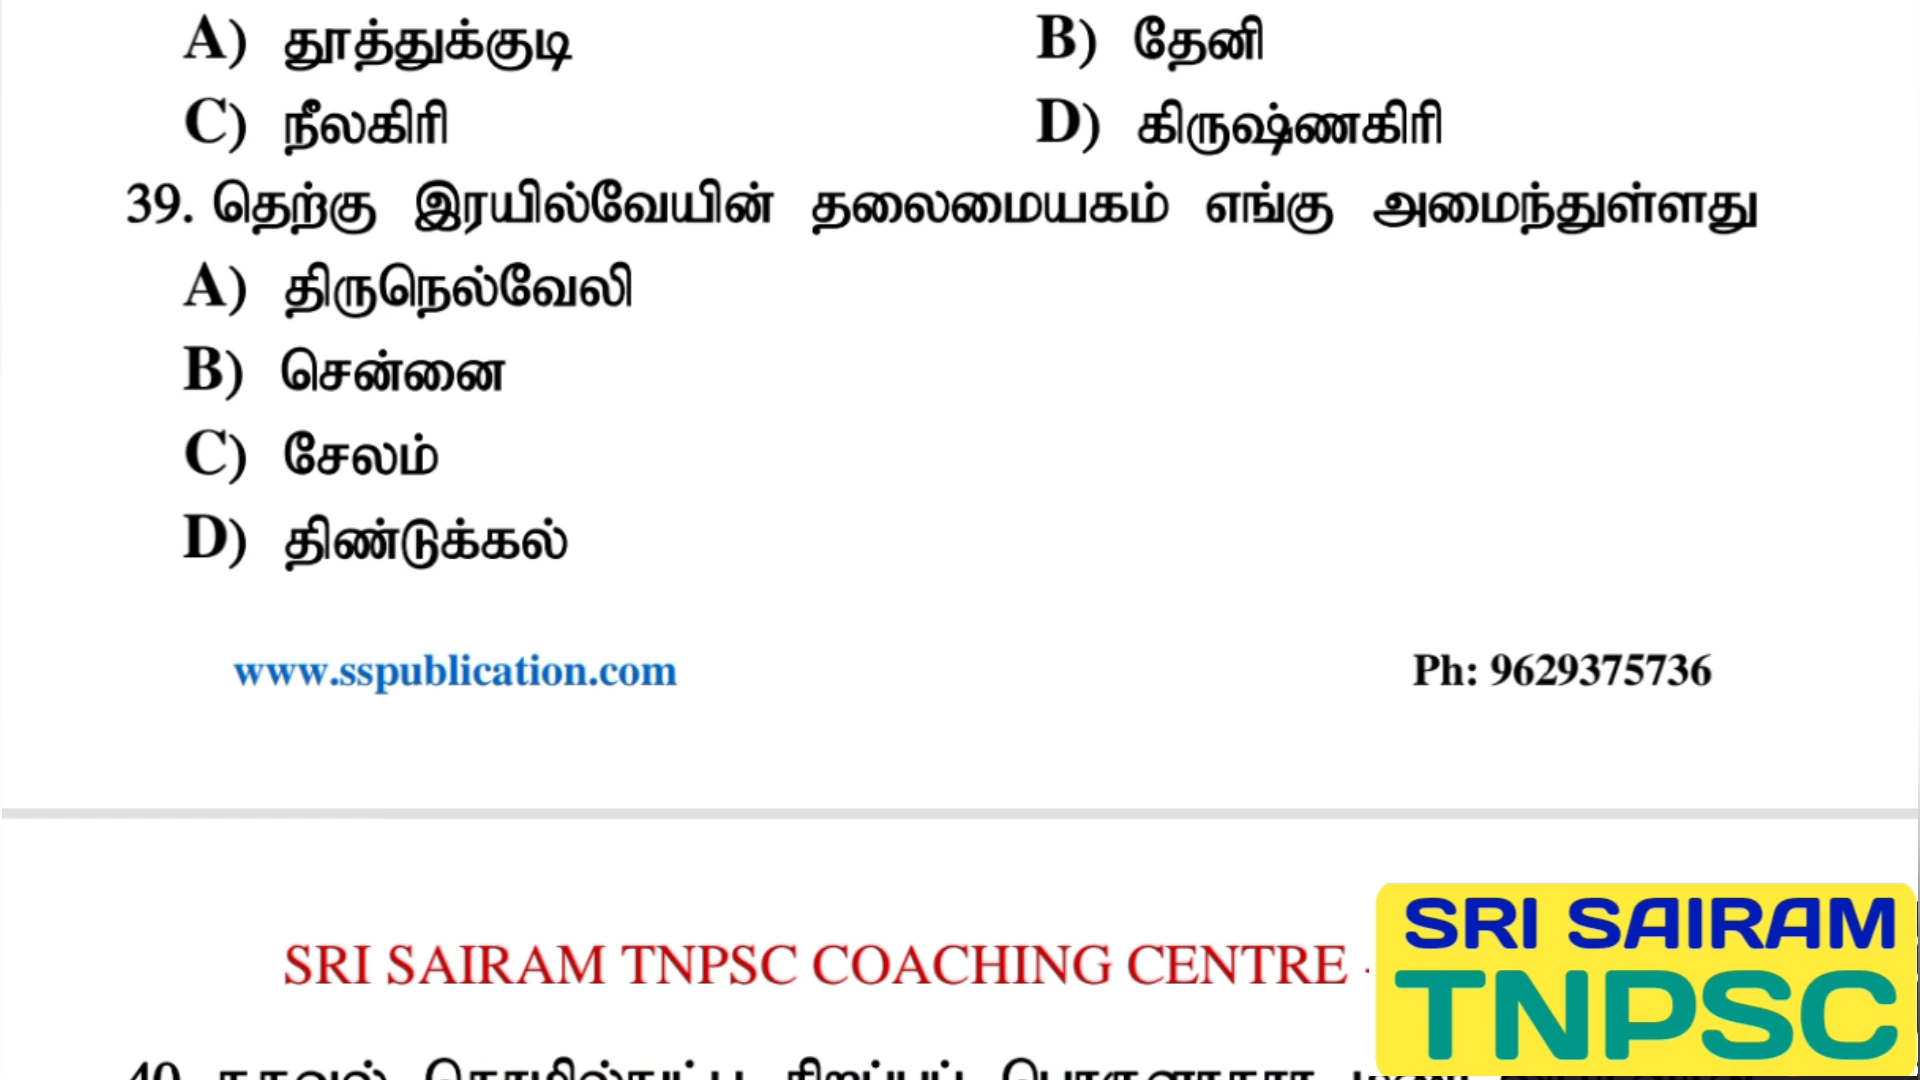 A) தூத்துக்குடி B) தேனி
C) நீலகிரி D) கிருஷ்ணகிரி
39. தெற்கு இரயில்வேயின் தலைமையகம் எங்கு அமைந்துள்ளது
A) திருநெல்வேலி
B) சென்னை
C) சேலம்
D) திண்டுக்கல்
www.sspublication.com Ph: 9629375736
SRI SAIRAM TNPSC COACHING CENTRE -
SRI SAIRAM
TNPSC
40